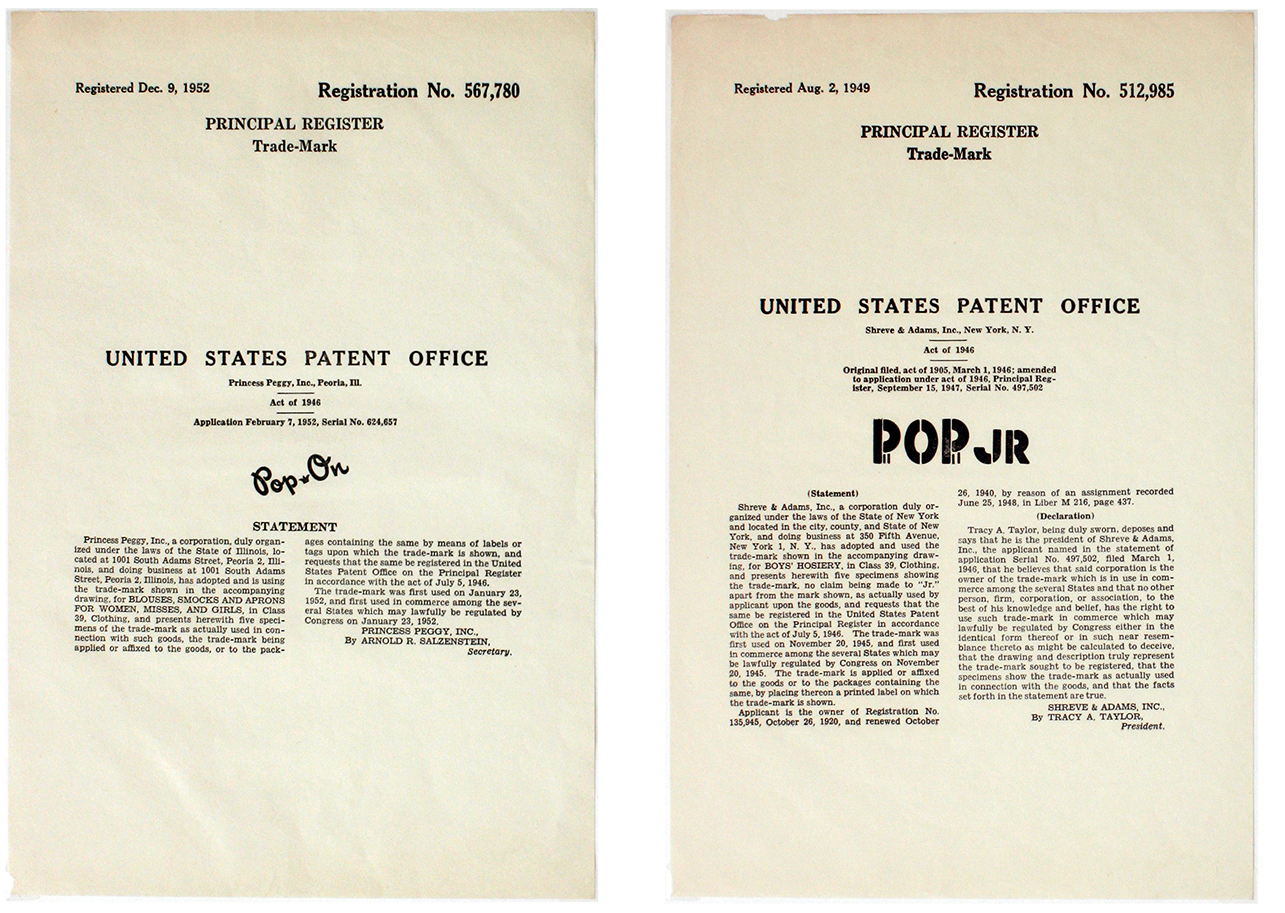 Registered Dec. 9, 1952
Registration No. 567,780
PRINCIPAL REGISTER
Trade-Mark
UNITED STATES PATENT OFFICE
Princess Peggy, Inc., Peoria, Ill.
Act of 1946
Application February 7, 1952, Serial No. 624,657
Pop-On
STATEMENT
Princess Peggy, Inc., a corporation, duly organ-
ized under the laws of the State of Illinois, lo-
cated at 1001 South Adams Street, Peoria 2, Illi-
nois, and doing business at 1001 South Adams
Street, Peoria 2, Illinois, has adopted and is using
the trade-mark shown in the accompanying
drawing, for BLOUSES, SMOCKS AND APRONS
FOR WOMEN, MISSES, AND GIRLS, in Class
39, Clothing, and presents herewith five speci-
mens of the trade-mark as actually used in con-
nection with such goods, the trade-mark being
applied or affixed to the goods, or to the pack-
ages containing the same by means of labels or
tags upon which the trade-mark is shown, and
requests that the same be registered in the United
States Patent Office on the Principal Register
in accordance with the act of July 5, 1946.
The trade-mark was first used on January 23,
1952, and first used in commerce among the sev-
eral States which may lawfully be regulated by
Congress on January 23, 1952.
PRINCESS PEGGY, INC.,
By ARNOLD R. SALZENSTEIN,
Secretary.
Registered Aug. 2, 1949
Registration No. 512,985
PRINCIPAL REGISTER
Trade-Mark
UNITED STATES PATENT OFFICE
Shreve & Adams, Inc., New York, N. Y.
Act of 1946
Original filed, act of 1905, March 1, 1946; amended
to application under act of 1946, Principal Reg-
ister, September 15, 1947, Serial No. 497,502
POP JR
(Statement)
Shreve & Adams, Inc., a corporation duly or-
ganized under the laws of the State of New York
and located in the city, county, and State of New
York, and doing business at 350 Fifth Avenue,
New York 1, N. Y., has adopted and used the
trade-mark shown in the accompanying draw-
ing, for BOYS' HOSIERY, in Class 39, Clothing,
and presents herewith five specimens showing
the trade-mark, no claim being made to "Jr."
apart from the mark shown, as actually used by
applicant upon the goods, and requests that the
same be registered in the United States Patent
Office on the Principal Register in accordance
with the act of July 5, 1946. The trade-mark was
first used on November 20, 1945, and first used
in commerce among the several States which may
be lawfully regulated by Congress on November
20, 1945. The trade-mark is applied or affixed
to the goods or to the packages containing the
same, by placing thereon a printed label on which
the trade-mark is shown.
Applicant is the owner of Registration No.
135,945, October 26, 1920, and renewed October
26, 1940, by reason of an assignment recorded
June 25, 1948, in Liber M 216, page 437.
(Declaration)
Tracy A. Taylor, being duly sworn, deposes and
says that he is the president of Shreve & Adams,
Inc., the applicant named in the statement of
application Serial No. 497,502, filed March 1,
1946, that he believes that said corporation is the
owner of the trade-mark which is in use in com-
merce among the several States and that no other
person, firm, corporation, or association, to the
best of his knowledge and belief, has the right to
use such trade-mark in commerce which may
lawfully be regulated by Congress either in the
identical form thereof or in such near resem-
blance thereto as might be calculated to deceive,
that the drawing and description truly represent
the trade-mark sought to be registered, that the
specimens show the trade-mark as actually used
in connection with the goods, and that the facts
set forth in the statement are true.
SHREVE & ADAMS, INC.,
By TRACY A. TAYLOR,
President.